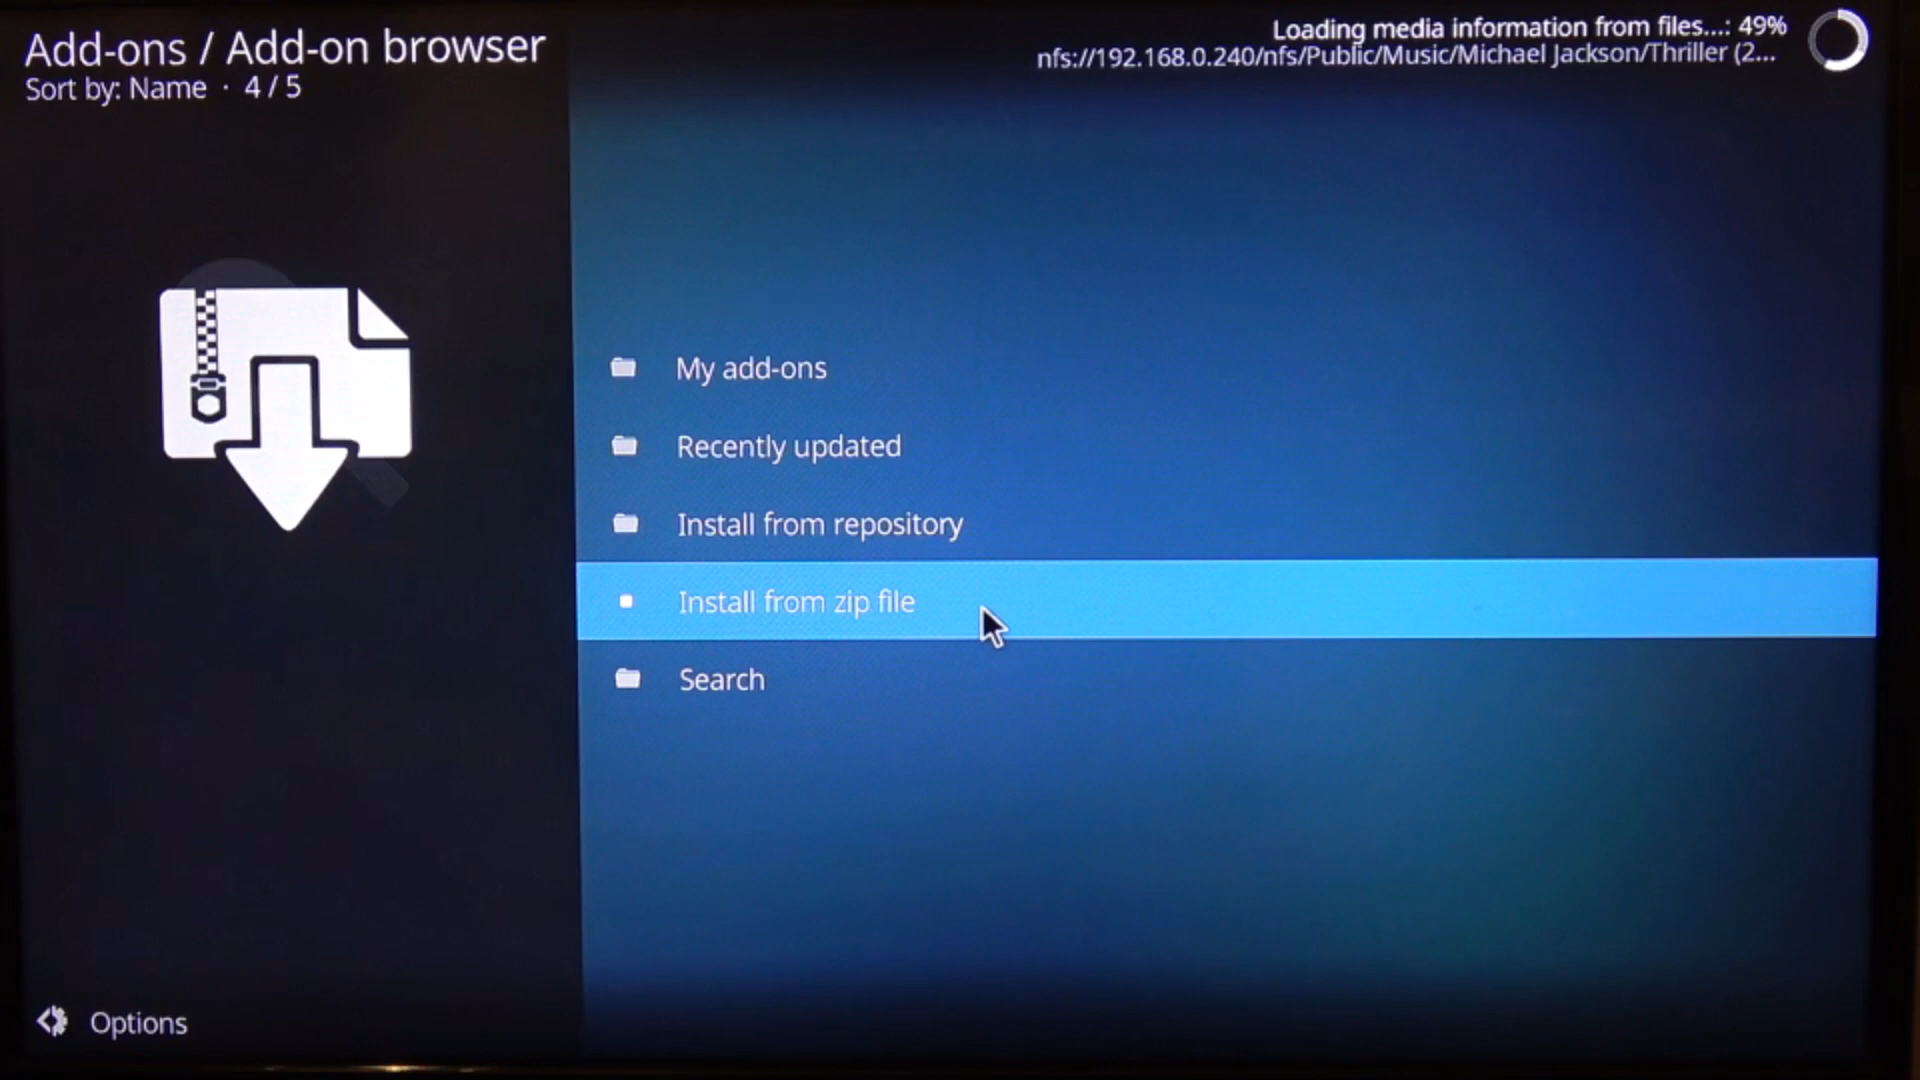 Add-ons / Add-on browser
Sort by: Name · 4 / 5
Loading media information from files...: 49%
nfs://192.168.0.240/nfs/Public/Music/Michael Jackson/Thriller (2...
My add-ons
Recently updated
Install from repository
Install from zip file
Search
Options